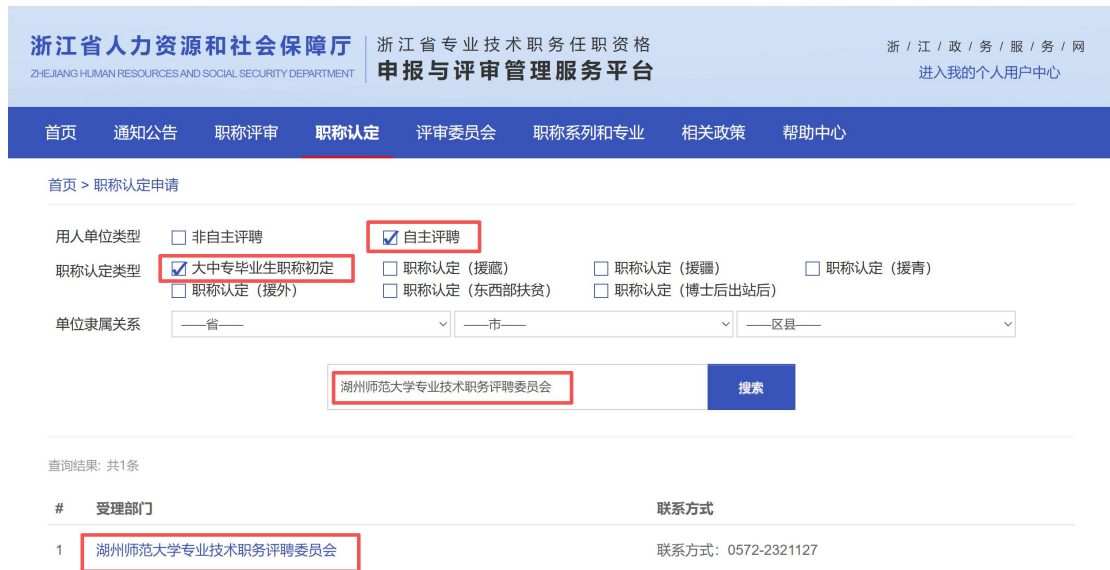 浙江省人力资源和社会保障厅 浙江省专业技术职务任职资格 浙/江/政/务/服/务/网
ZHEJIANG HUMAN RESOURCES AND SOCIAL SECURITY DEPARTMENT 申报与评审管理服务平台 进入我的个人用户中心
首页 通知公告 职称评审 职称认定 评审委员会 职称系列和专业 相关政策 帮助中心
首页 > 职称认定申请
用人单位类型 非自主评聘 自主评聘
职称认定类型 大中专毕业生职称初定 职称认定（援藏） 职称认定（援疆） 职称认定（援青）
职称认定（援外） 职称认定（东西部扶贫） 职称认定（博士后出站后）
单位隶属关系 ——省—— ——市—— ——区县——
湖州师范大学专业技术职务评聘委员会 搜索
查询结果: 共1条
# 受理部门 联系方式
1 湖州师范大学专业技术职务评聘委员会 联系方式：0572-2321127